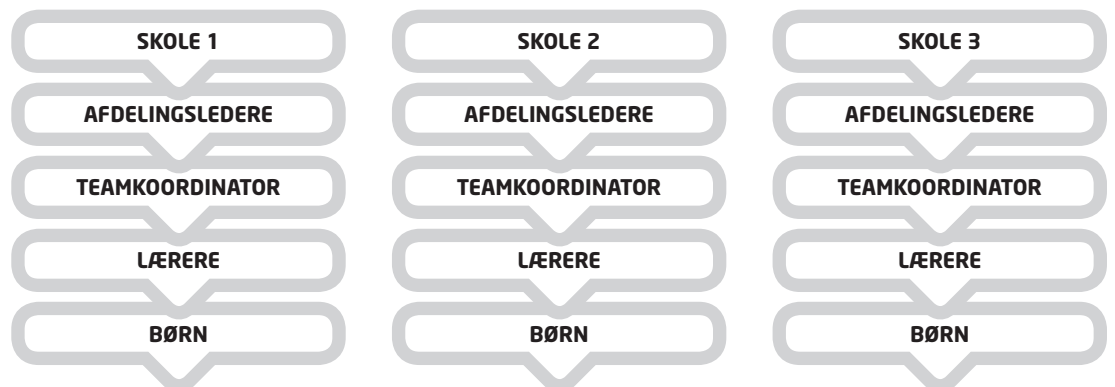 SKOLE 1
AFDELINGSLEDERE
TEAMKOORDINATOR
LÆRERE
BØRN
SKOLE 2
AFDELINGSLEDERE
TEAMKOORDINATOR
LÆRERE
BØRN
SKOLE 3
AFDELINGSLEDERE
TEAMKOORDINATOR
LÆRERE
BØRN